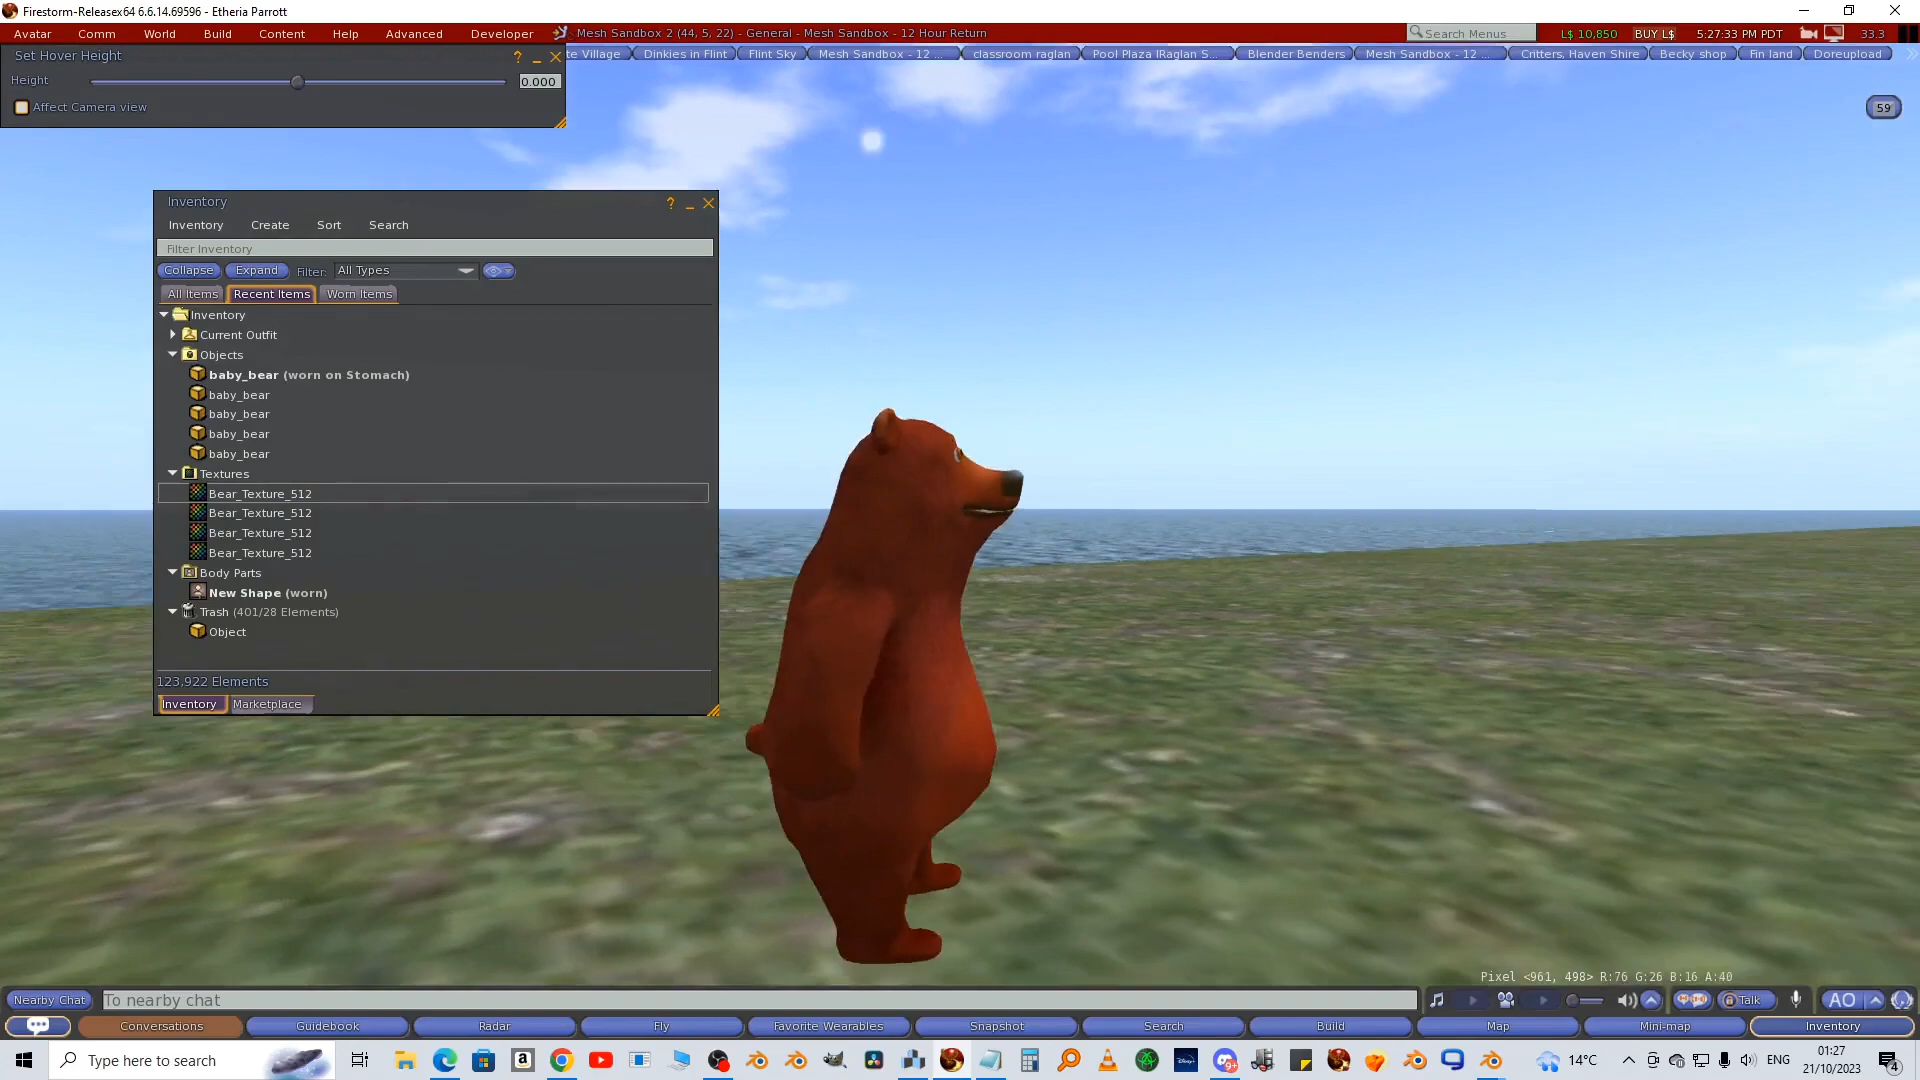 Firestorm-Releasex64 6.6.14.69596 - Etheria Parrott
Avatar Comm World Build Content Help Advanced Developer Mesh Sandbox 2 (44, 5, 22) - General - Mesh Sandbox - 12 Hour Return Search Menus L$ 10,850 BUY L$ 5:27:33 PM PDT 33.3
te Village Dinkies in Flint Flint Sky Mesh Sandbox - 12 ... classroom raglan Pool Plaza !Raglan S... Blender Benders Mesh Sandbox - 12 ... Critters, Haven Shire Becky shop Fin land Doreupload
Set Hover Height
Height 0.000
Affect Camera view
59
Inventory
Inventory Create Sort Search
Filter Inventory
Collapse Expand Filter: All Types
All Items Recent Items Worn Items
Inventory
Current Outfit
Objects
baby_bear (worn on Stomach)
baby_bear
baby_bear
baby_bear
baby_bear
Textures
Bear_Texture_512
Bear_Texture_512
Bear_Texture_512
Bear_Texture_512
Body Parts
New Shape (worn)
Trash (401/28 Elements)
Object
123,922 Elements
Inventory Marketplace
Pixel <961, 498> R:76 G:26 B:16 A:40
Nearby Chat To nearby chat Talk AO
Conversations Guidebook Radar Fly Favorite Wearables Snapshot Search Build Map Mini-map Inventory
Type here to search 14°C ENG 01:27
21/10/2023 4